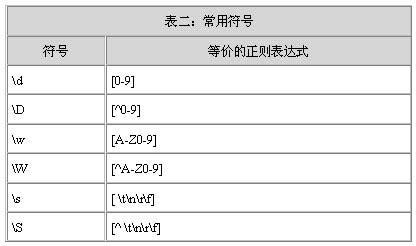 表二：常用符号
符号 等价的正则表达式
\d [0-9]
\D [^0-9]
\w [A-Z0-9]
\W [^A-Z0-9]
\s [ \t\n\r\f]
\S [^ \t\n\r\f]